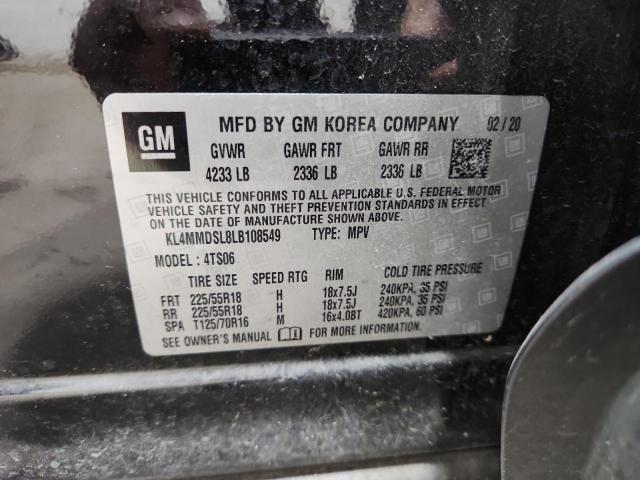 GM
MFD BY GM KOREA COMPANY 02/20
GVWR GAWR FRT GAWR RR
4233 LB 2336 LB 2336 LB
THIS VEHICLE CONFORMS TO ALL APPLICABLE U.S. FEDERAL MOTOR
VEHICLE SAFETY AND THEFT PREVENTION STANDARDS IN EFFECT
ON THE DATE OF MANUFACTURE SHOWN ABOVE.
KL4MMDSL8LB108549 TYPE: MPV
MODEL: 4TS06
TIRE SIZE SPEED RTG RIM COLD TIRE PRESSURE
FRT 225/55R18 H 18x7.5J 240KPA, 35 PSI
RR 225/55R18 H 18x7.5J 240KPA, 35 PSI
SPA T125/70R16 M 16x4.0BT 420KPA, 60 PSI
SEE OWNER'S MANUAL FOR MORE INFORMATION